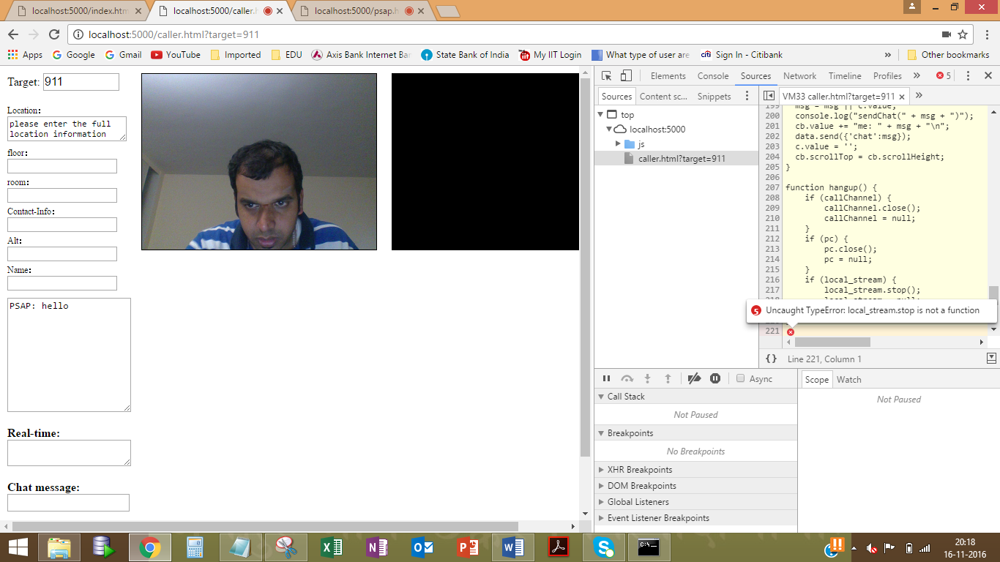 localhost:5000/index.htm
localhost:5000/caller.h
localhost:5000/psap.h
localhost:5000/caller.html?target=911
Apps Google Gmail YouTube Imported EDU Axis Bank Internet Ba State Bank of India My IIT Login What type of user are citi Sign In - Citibank » Other bookmarks
Target: 911
Location:
please enter the full
location information
floor:
room:
Contact-Info:
Alt:
Name:
PSAP: hello
Real-time:
Chat message:
Elements Console Sources Network Timeline Profiles » 5
Sources Content sc... Snippets
VM33 caller.html?target=911 »
top
localhost:5000
js
caller.html?target=911
199 msg = msg || c.value;
200 console.log("sendChat(" + msg + ")");
201 cb.value += "me: " + msg + "\n";
202 data.send({'chat':msg});
203 c.value = '';
204 cb.scrollTop = cb.scrollHeight;
205 }
206
207 function hangup() {
208 if (callChannel) {
209 callChannel.close();
210 callChannel = null;
211 }
212 if (pc) {
213 pc.close();
214 pc = null;
215 }
216 if (local_stream) {
217 local_stream.stop();
5 Uncaught TypeError: local_stream.stop is not a function
221
{} Line 221, Column 1
Async
Scope Watch
Not Paused
Call Stack
Not Paused
Breakpoints
No Breakpoints
XHR Breakpoints
DOM Breakpoints
Global Listeners
Event Listener Breakpoints
20:18
16-11-2016